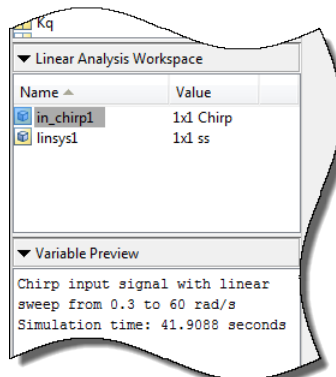 Kq
Linear Analysis Workspace
Name Value
in_chirp1 1x1 Chirp
linsys1 1x1 ss
Variable Preview
Chirp input signal with linear
sweep from 0.3 to 60 rad/s
Simulation time: 41.9088 seconds